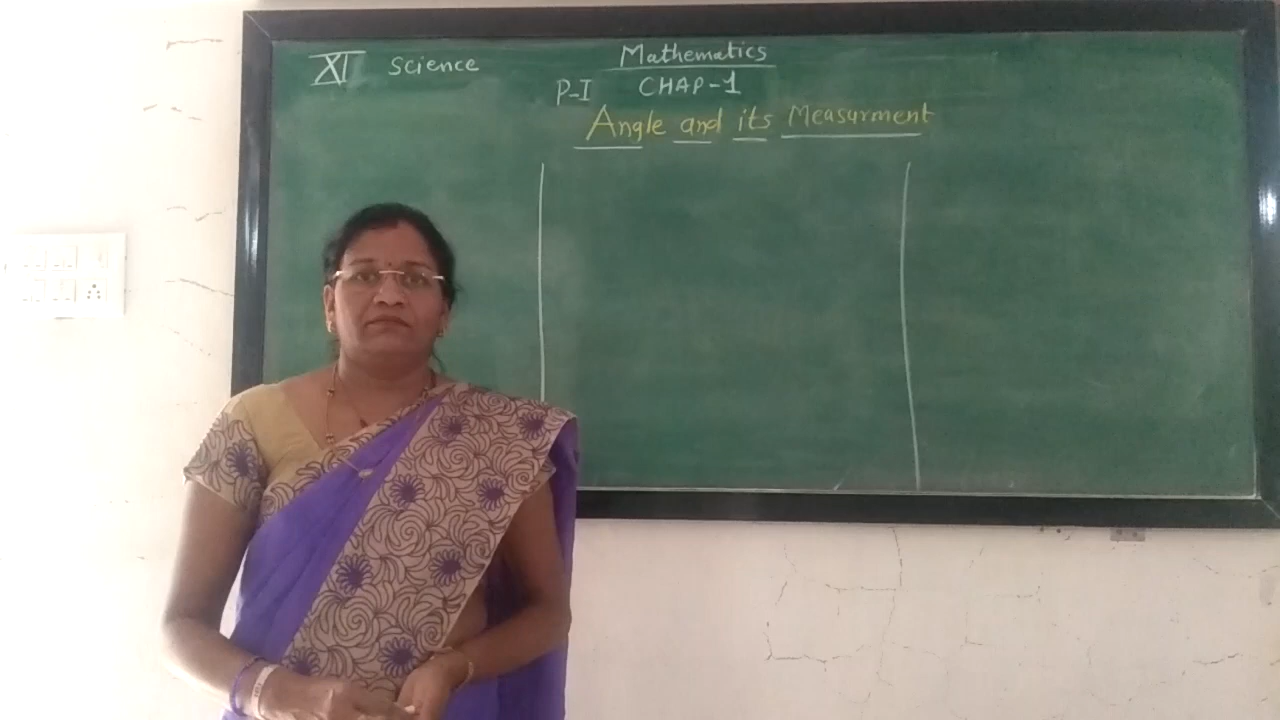 XI Science
Mathematics
P-I CHAP-1
Angle and its Measurment